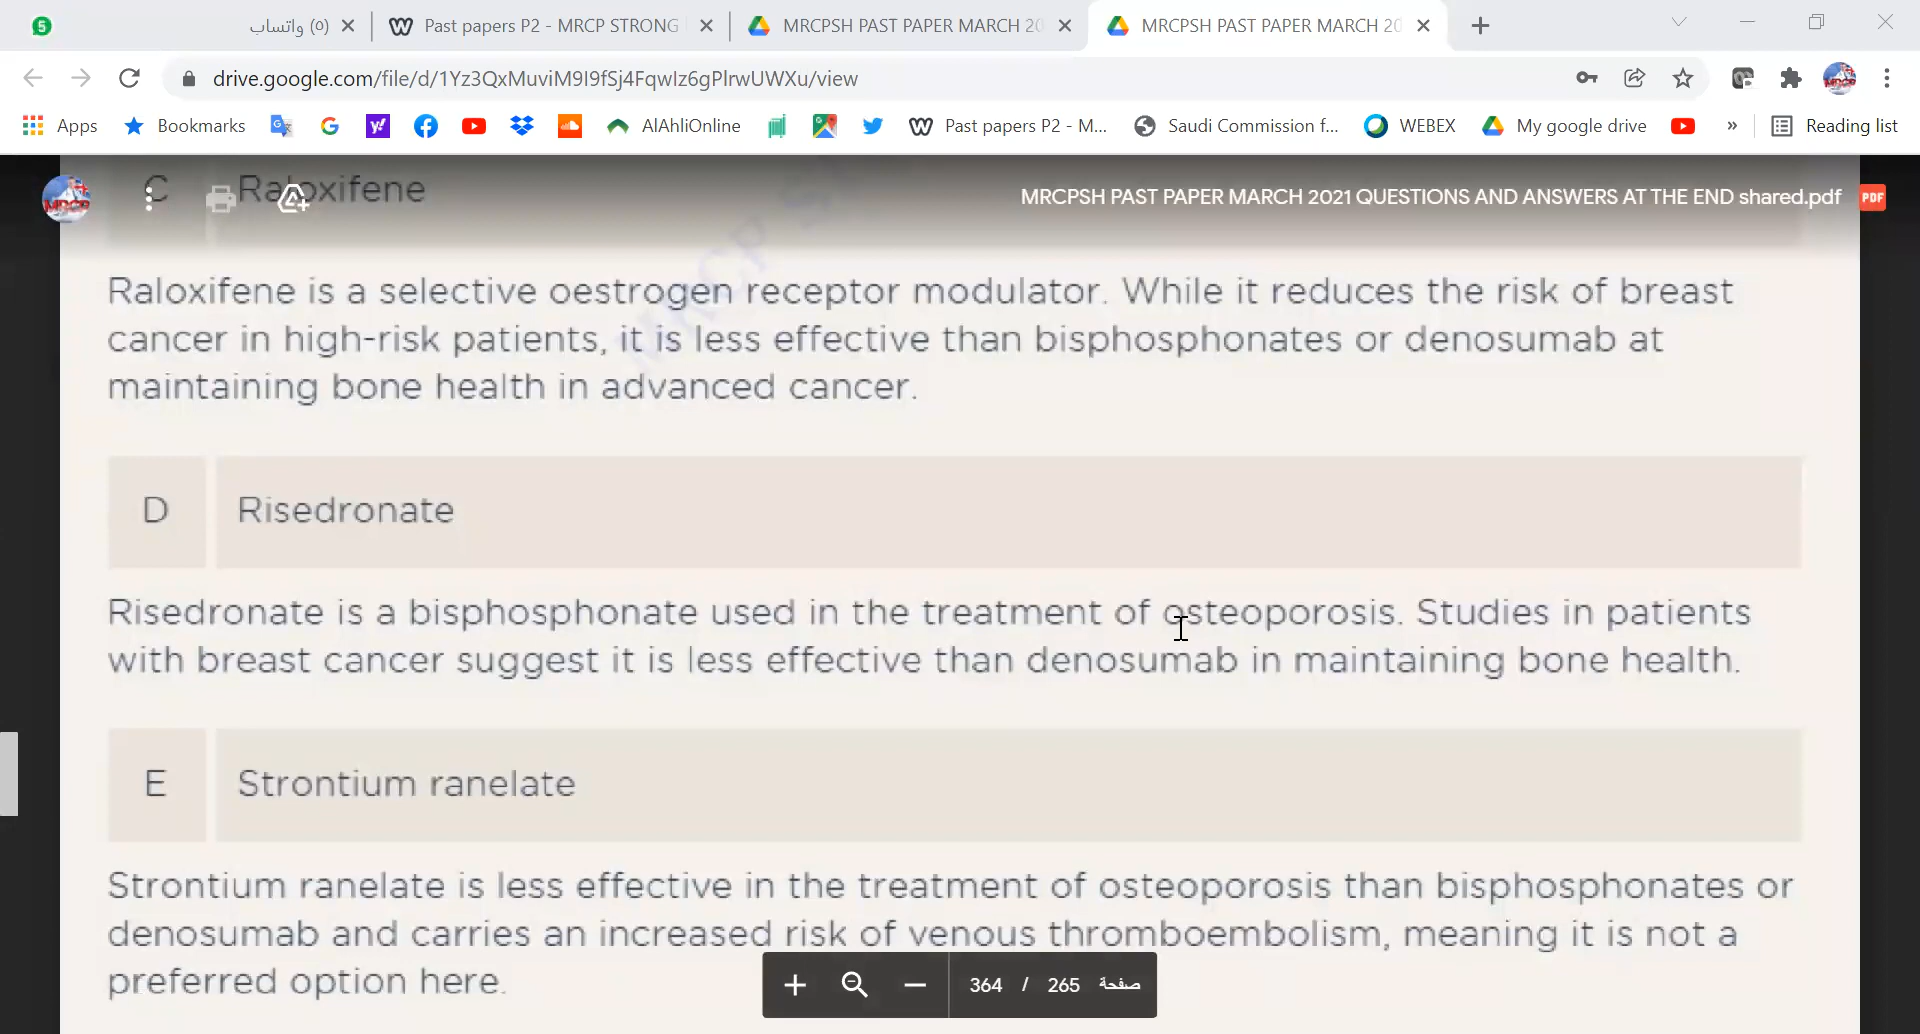 واتساب (٥)
Past papers P2 - MRCP STRONG
MRCPSH PAST PAPER MARCH 20
MRCPSH PAST PAPER MARCH 20
drive.google.com/file/d/1Yz3QxMuviM9I9fSj4FqwIz6gPlrwUWXu/view
Apps
Bookmarks
AlAhliOnline
Past papers P2 - M...
Saudi Commission f...
WEBEX
My google drive
»
Reading list
C Raloxifene
MRCPSH PAST PAPER MARCH 2021 QUESTIONS AND ANSWERS AT THE END shared.pdf
PDF
Raloxifene is a selective oestrogen receptor modulator. While it reduces the risk of breast
cancer in high-risk patients, it is less effective than bisphosphonates or denosumab at
maintaining bone health in advanced cancer.
D Risedronate
Risedronate is a bisphosphonate used in the treatment of osteoporosis. Studies in patients
with breast cancer suggest it is less effective than denosumab in maintaining bone health.
E Strontium ranelate
Strontium ranelate is less effective in the treatment of osteoporosis than bisphosphonates or
denosumab and carries an increased risk of venous thromboembolism, meaning it is not a
preferred option here.
صفحة 265 / 364